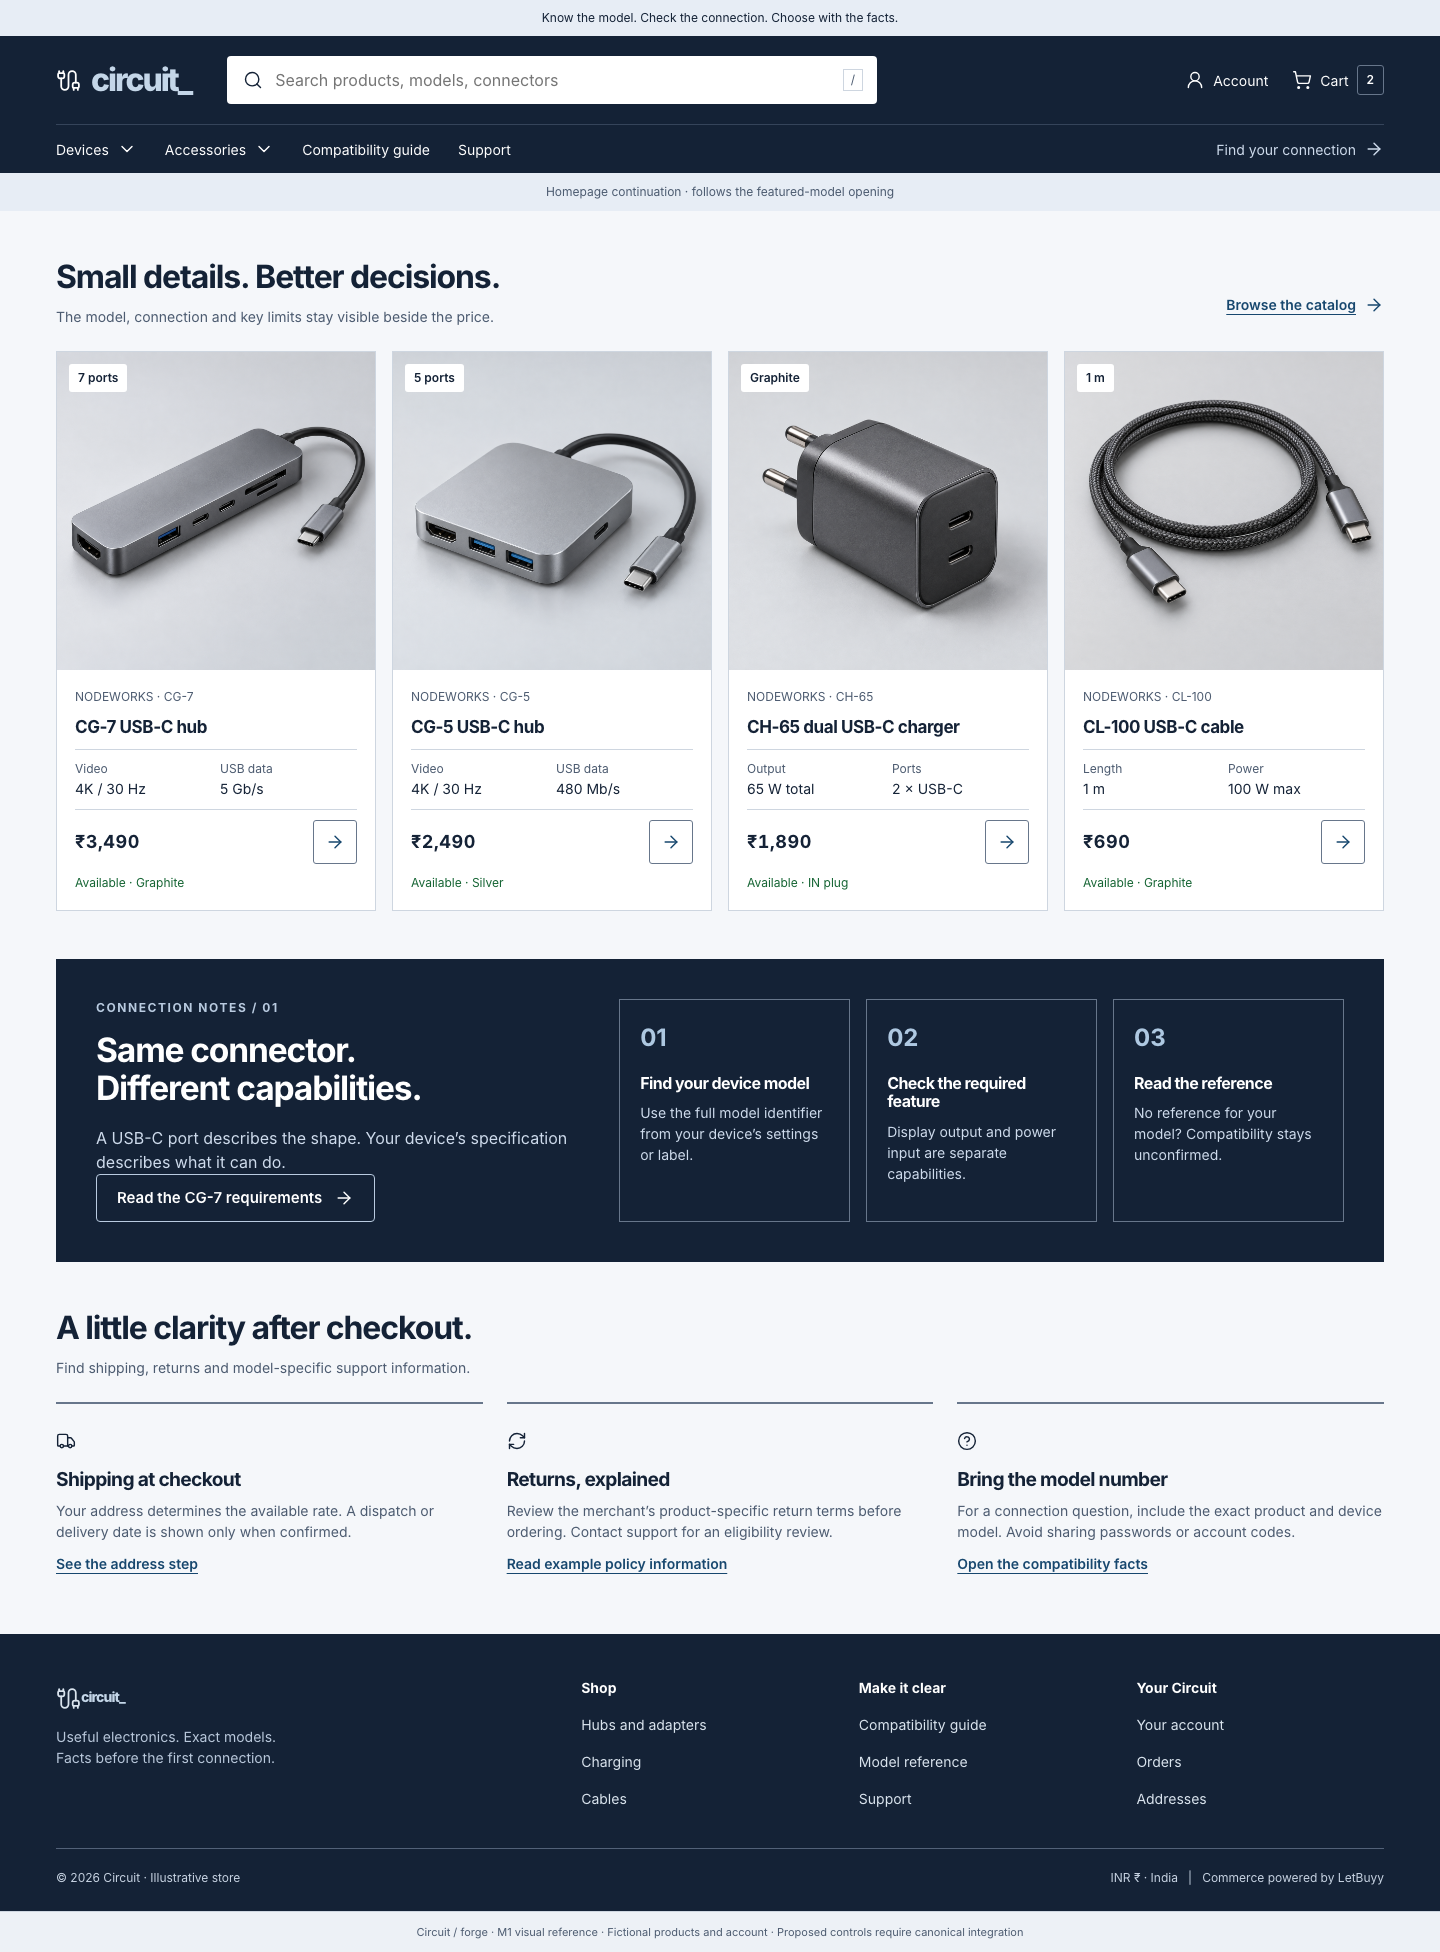 Know the model. Check the connection. Choose with the facts.
circuit_
Search products, models, connectors
/
Account
Cart
2
Devices
Accessories
Compatibility guide
Support
Find your connection
Homepage continuation · follows the featured-model opening
Small details. Better decisions.
The model, connection and key limits stay visible beside the price.
Browse the catalog
7 ports
NODEWORKS · CG-7
CG-7 USB-C hub
Video
USB data
4K / 30 Hz
5 Gb/s
₹3,490
Available · Graphite
5 ports
NODEWORKS · CG-5
CG-5 USB-C hub
Video
USB data
4K / 30 Hz
480 Mb/s
₹2,490
Available · Silver
Graphite
NODEWORKS · CH-65
CH-65 dual USB-C charger
Output
Ports
65 W total
2 × USB-C
₹1,890
Available · IN plug
1 m
NODEWORKS · CL-100
CL-100 USB-C cable
Length
Power
1 m
100 W max
₹690
Available · Graphite
CONNECTION NOTES / 01
Same connector.
Different capabilities.
A USB-C port describes the shape. Your device’s specification
describes what it can do.
Read the CG-7 requirements
01
Find your device model
Use the full model identifier
from your device’s settings
or label.
02
Check the required
feature
Display output and power
input are separate
capabilities.
03
Read the reference
No reference for your
model? Compatibility stays
unconfirmed.
A little clarity after checkout.
Find shipping, returns and model-specific support information.
Shipping at checkout
Your address determines the available rate. A dispatch or
delivery date is shown only when confirmed.
See the address step
Returns, explained
Review the merchant’s product-specific return terms before
ordering. Contact support for an eligibility review.
Read example policy information
Bring the model number
For a connection question, include the exact product and device
model. Avoid sharing passwords or account codes.
Open the compatibility facts
circuit_
Useful electronics. Exact models.
Facts before the first connection.
Shop
Hubs and adapters
Charging
Cables
Make it clear
Compatibility guide
Model reference
Support
Your Circuit
Your account
Orders
Addresses
© 2026 Circuit · Illustrative store
INR ₹ · India | Commerce powered by LetBuyy
Circuit / forge · M1 visual reference · Fictional products and account · Proposed controls require canonical integration